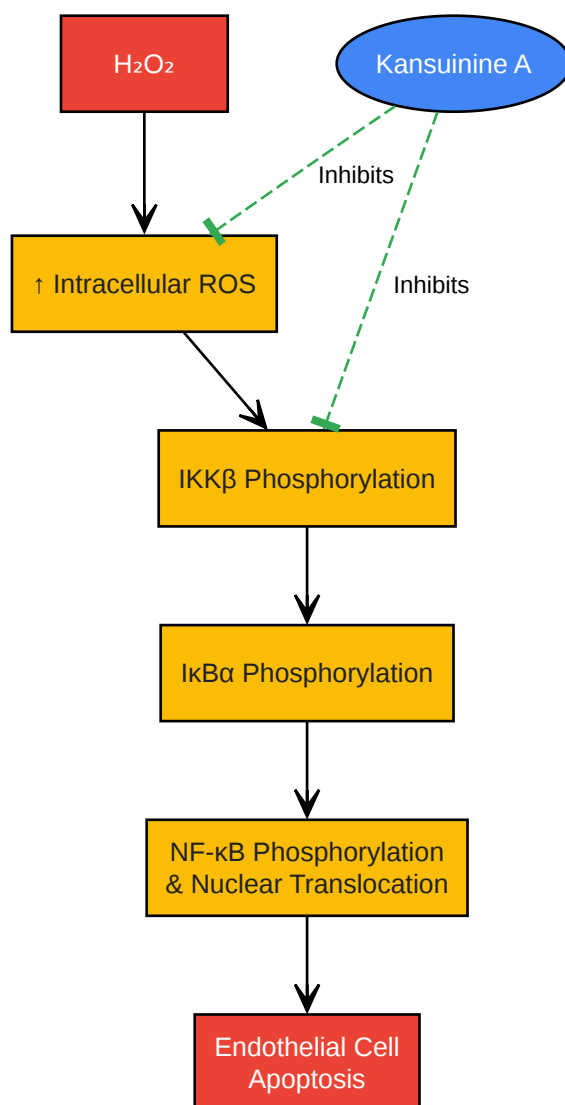 H₂O₂
Kansuinine A
Inhibits
↑ Intracellular ROS
Inhibits
IKKβ Phosphorylation
IκBα Phosphorylation
NF-κB Phosphorylation
& Nuclear Translocation
Endothelial Cell
Apoptosis